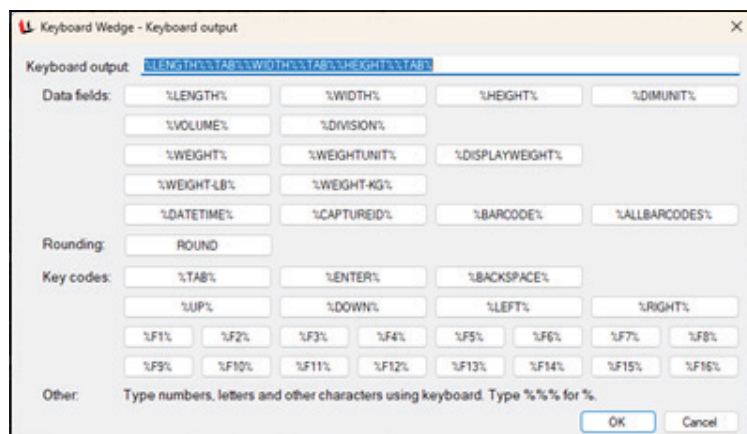 Keyboard Wedge - Keyboard output
Keyboard output %LENGTH%%TAB%%WIDTH%%TAB%%HEIGHT%%TAB%
Data fields: %LENGTH% %WIDTH% %HEIGHT% %DIMUNIT%
%VOLUME% %DIVISION%
%WEIGHT% %WEIGHTUNIT% %DISPLAYWEIGHT%
%WEIGHT-LB% %WEIGHT-KG%
%DATETIME% %CAPTUREID% %BARCODE% %ALLBARCODES%
Rounding: ROUND
Key codes: %TAB% %ENTER% %BACKSPACE%
%UP% %DOWN% %LEFT% %RIGHT%
%F1% %F2% %F3% %F4% %F5% %F6% %F7% %F8%
%F9% %F10% %F11% %F12% %F13% %F14% %F15% %F16%
Other: Type numbers, letters and other characters using keyboard. Type %%% for %.
OK Cancel